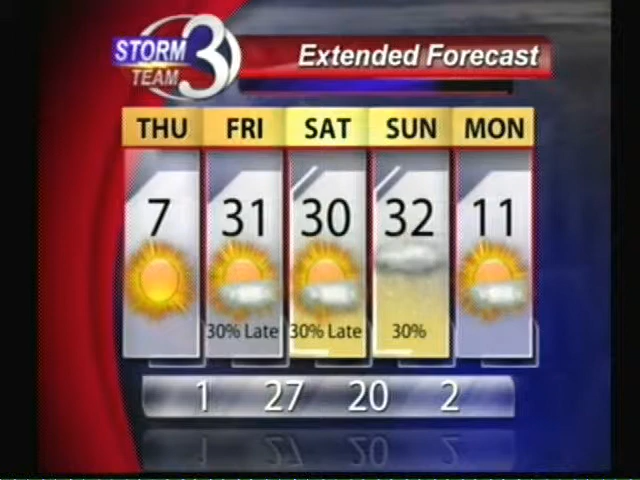 STORM
TEAM
3
Extended Forecast
THU FRI SAT SUN MON
7 31 30 32 11
30% Late 30% Late 30%
1 27 20 2